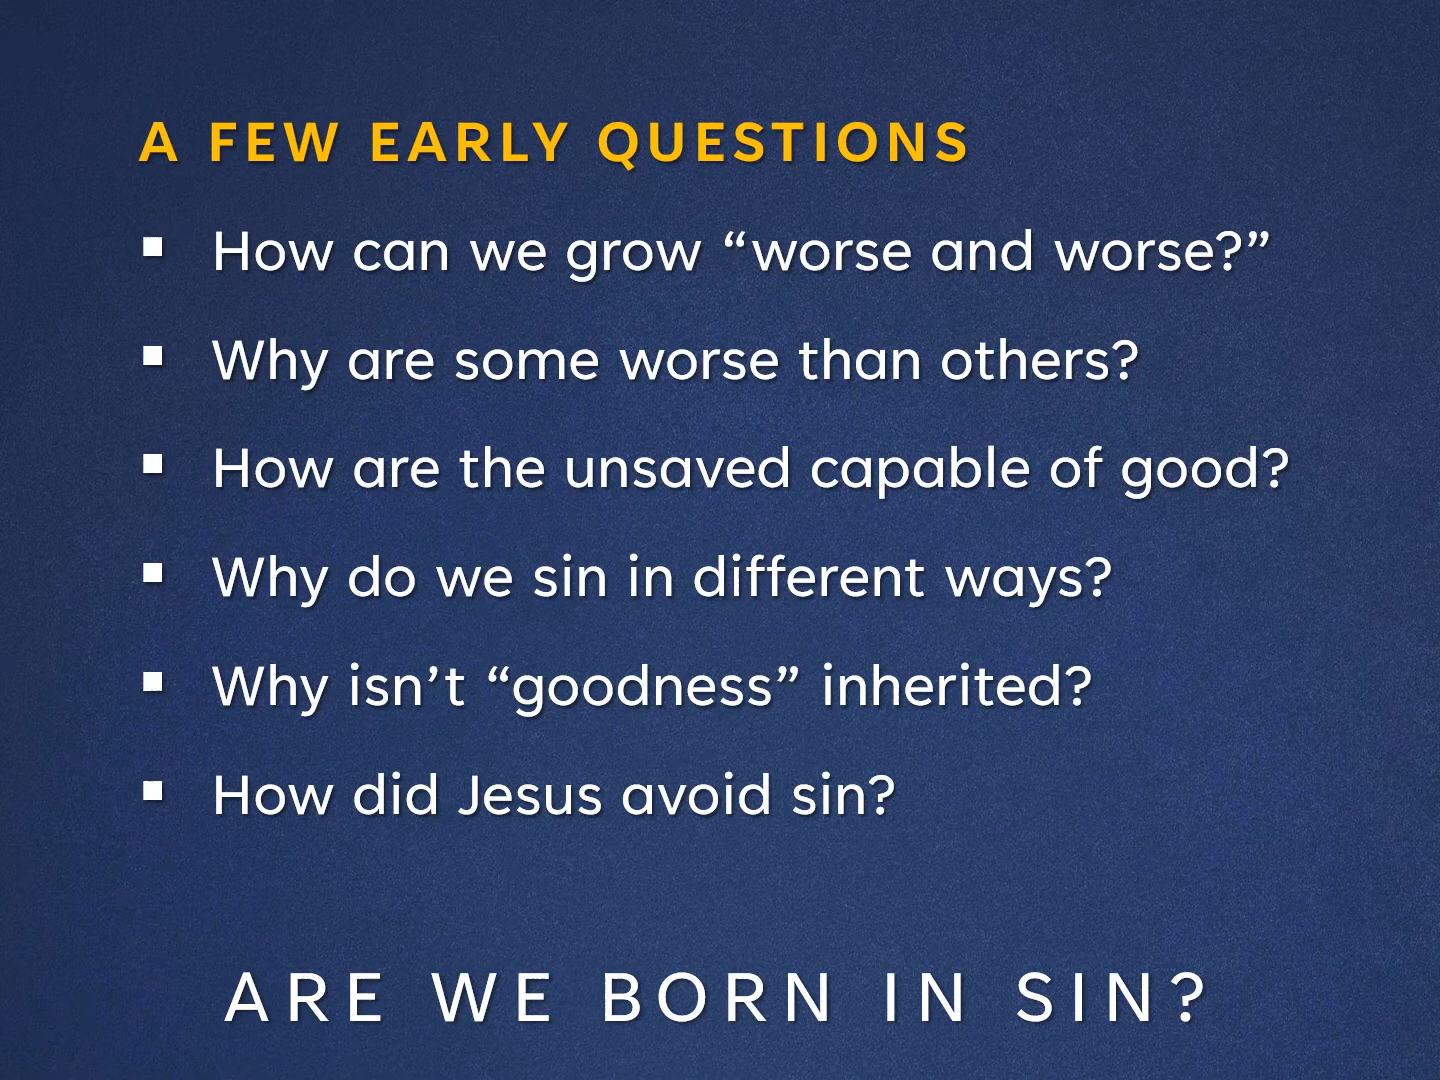 A FEW EARLY QUESTIONS
▪ How can we grow “worse and worse?”
▪ Why are some worse than others?
▪ How are the unsaved capable of good?
▪ Why do we sin in different ways?
▪ Why isn’t “goodness” inherited?
▪ How did Jesus avoid sin?
ARE WE BORN IN SIN?